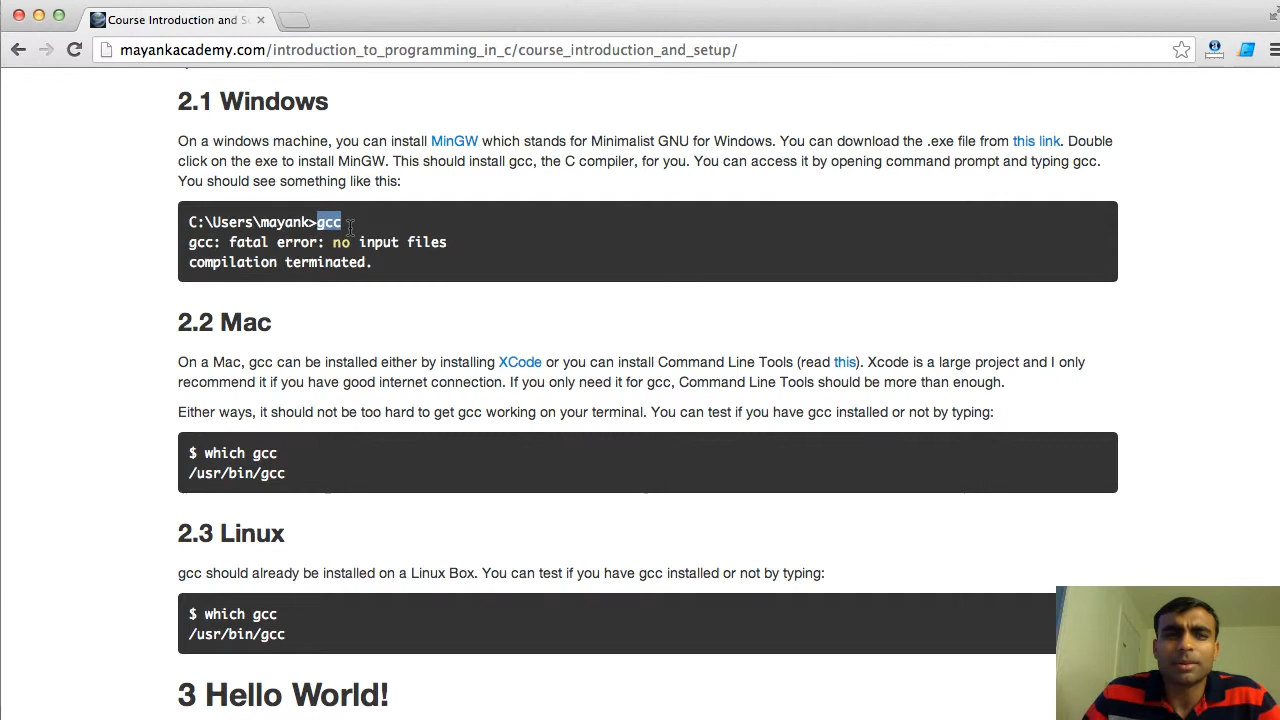 Course Introduction and S
mayankacademy.com/introduction_to_programming_in_c/course_introduction_and_setup/
2.1 Windows
On a windows machine, you can install MinGW which stands for Minimalist GNU for Windows. You can download the .exe file from this link. Double
click on the exe to install MinGW. This should install gcc, the C compiler, for you. You can access it by opening command prompt and typing gcc.
You should see something like this:
C:\Users\mayank>gcc
gcc: fatal error: no input files
compilation terminated.
2.2 Mac
On a Mac, gcc can be installed either by installing XCode or you can install Command Line Tools (read this). Xcode is a large project and I only
recommend it if you have good internet connection. If you only need it for gcc, Command Line Tools should be more than enough.
Either ways, it should not be too hard to get gcc working on your terminal. You can test if you have gcc installed or not by typing:
$ which gcc
/usr/bin/gcc
2.3 Linux
gcc should already be installed on a Linux Box. You can test if you have gcc installed or not by typing:
$ which gcc
/usr/bin/gcc
3 Hello World!